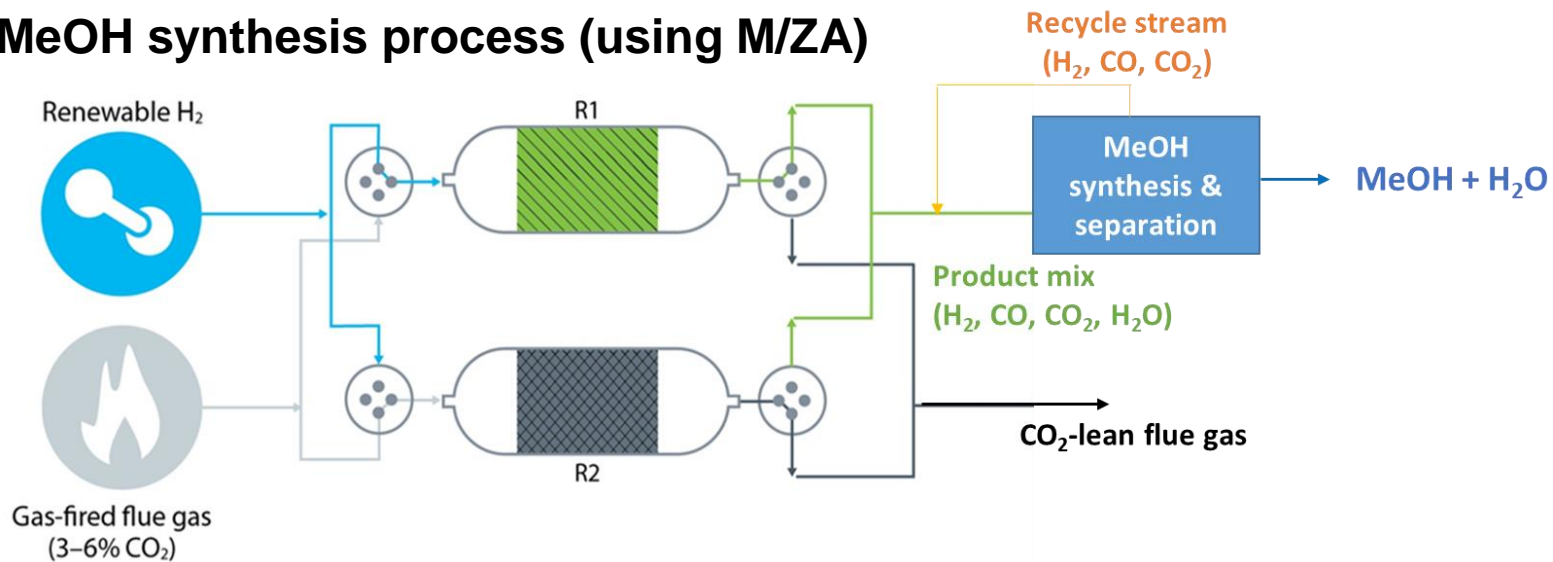 MeOH synthesis process (using M/ZA)
Recycle stream
(H₂, CO, CO₂)
Renewable H₂
R1
MeOH
synthesis &
separation
MeOH + H₂O
Product mix
(H₂, CO, CO₂, H₂O)
CO₂-lean flue gas
R2
Gas-fired flue gas
(3–6% CO₂)